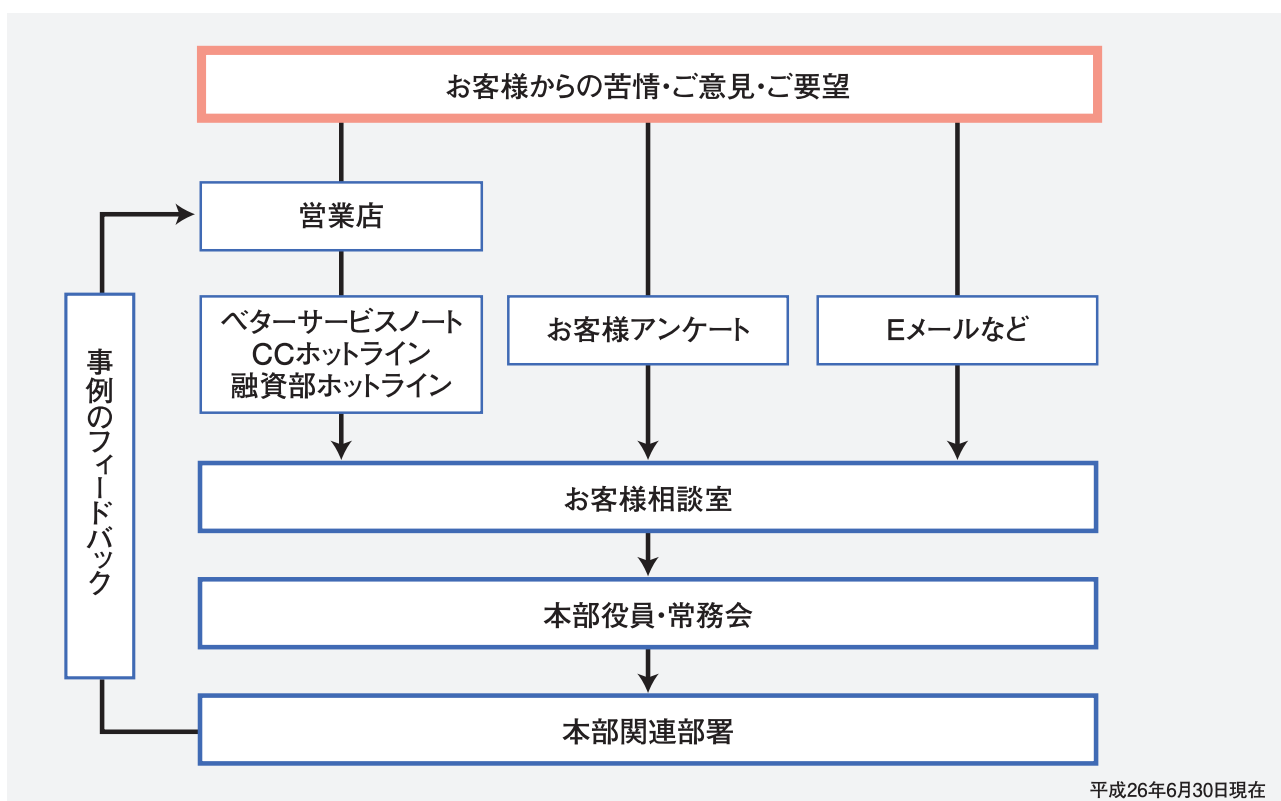 お客様からの苦情・ご意見・ご要望
営業店
ベターサービスノート
CCホットライン
融資部ホットライン
お客様アンケート
Eメールなど
事例のフィードバック
お客様相談室
本部役員・常務会
本部関連部署
平成26年6月30日現在